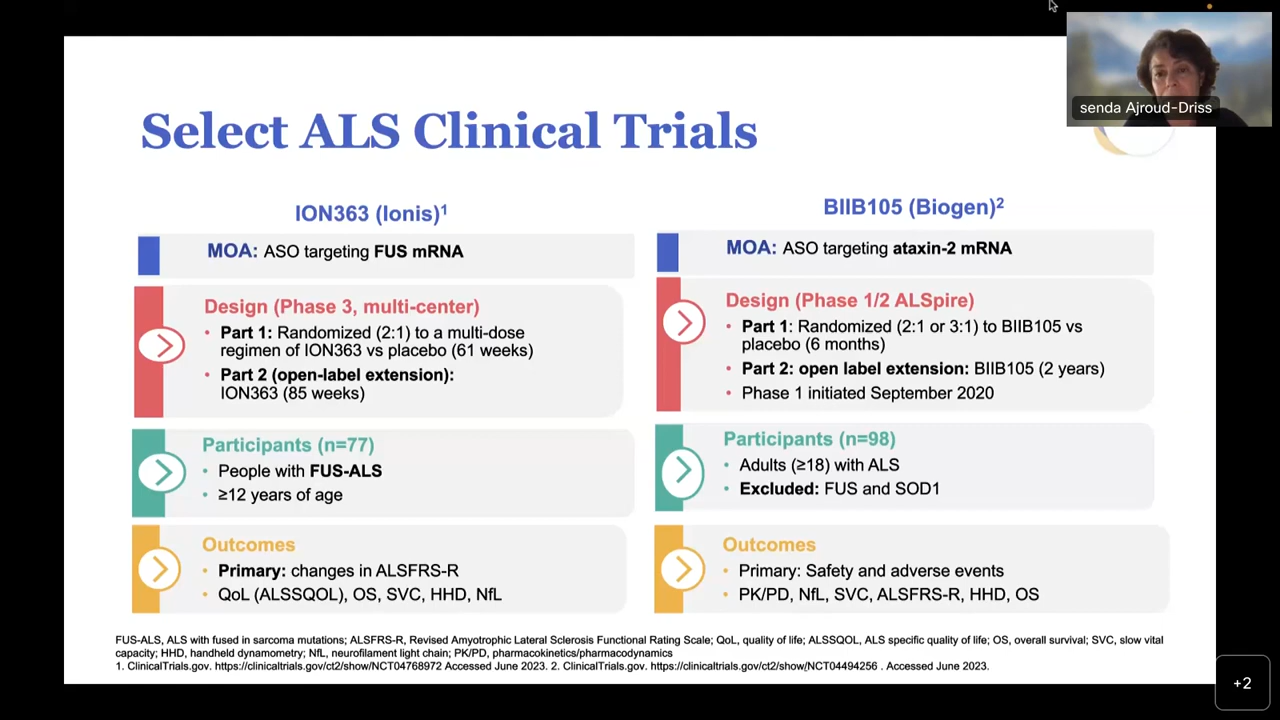 senda Ajroud-Driss
Select ALS Clinical Trials
ION363 (Ionis)¹
MOA: ASO targeting FUS mRNA
Design (Phase 3, multi-center)
• Part 1: Randomized (2:1) to a multi-dose
regimen of ION363 vs placebo (61 weeks)
• Part 2 (open-label extension):
ION363 (85 weeks)
Participants (n=77)
• People with FUS-ALS
• ≥12 years of age
Outcomes
• Primary: changes in ALSFRS-R
• QoL (ALSSQOL), OS, SVC, HHD, NfL
BIIB105 (Biogen)²
MOA: ASO targeting ataxin-2 mRNA
Design (Phase 1/2 ALSpire)
• Part 1: Randomized (2:1 or 3:1) to BIIB105 vs
placebo (6 months)
• Part 2: open label extension: BIIB105 (2 years)
• Phase 1 initiated September 2020
Participants (n=98)
• Adults (≥18) with ALS
• Excluded: FUS and SOD1
Outcomes
• Primary: Safety and adverse events
• PK/PD, NfL, SVC, ALSFRS-R, HHD, OS
FUS-ALS, ALS with fused in sarcoma mutations; ALSFRS-R, Revised Amyotrophic Lateral Sclerosis Functional Rating Scale; QoL, quality of life; ALSSQOL, ALS specific quality of life; OS, overall survival; SVC, slow vital
capacity; HHD, handheld dynamometry; NfL, neurofilament light chain; PK/PD, pharmacokinetics/pharmacodynamics
1. ClinicalTrials.gov. https://clinicaltrials.gov/ct2/show/NCT04768972 Accessed June 2023. 2. ClinicalTrials.gov. https://clinicaltrials.gov/ct2/show/NCT04494256 . Accessed June 2023.
+2